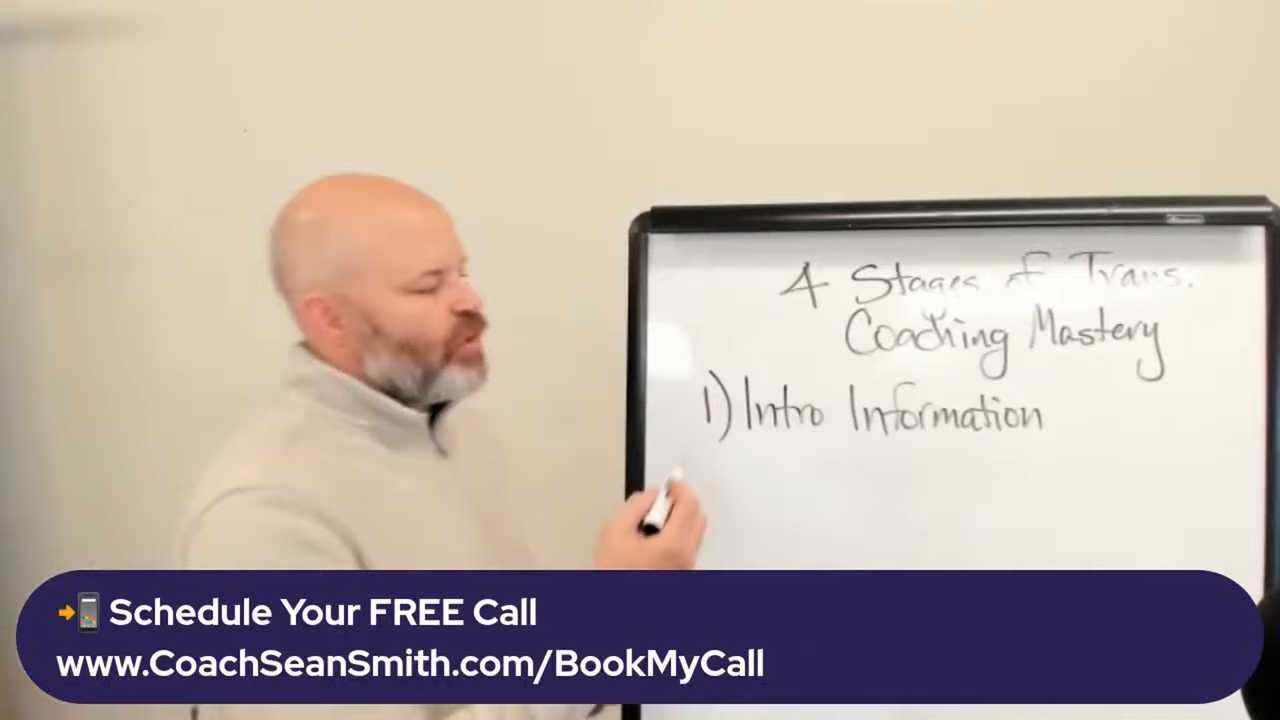 4 Stages of Trans.
Coaching Mastery
1) Intro Information
Schedule Your FREE Call
www.CoachSeanSmith.com/BookMyCall